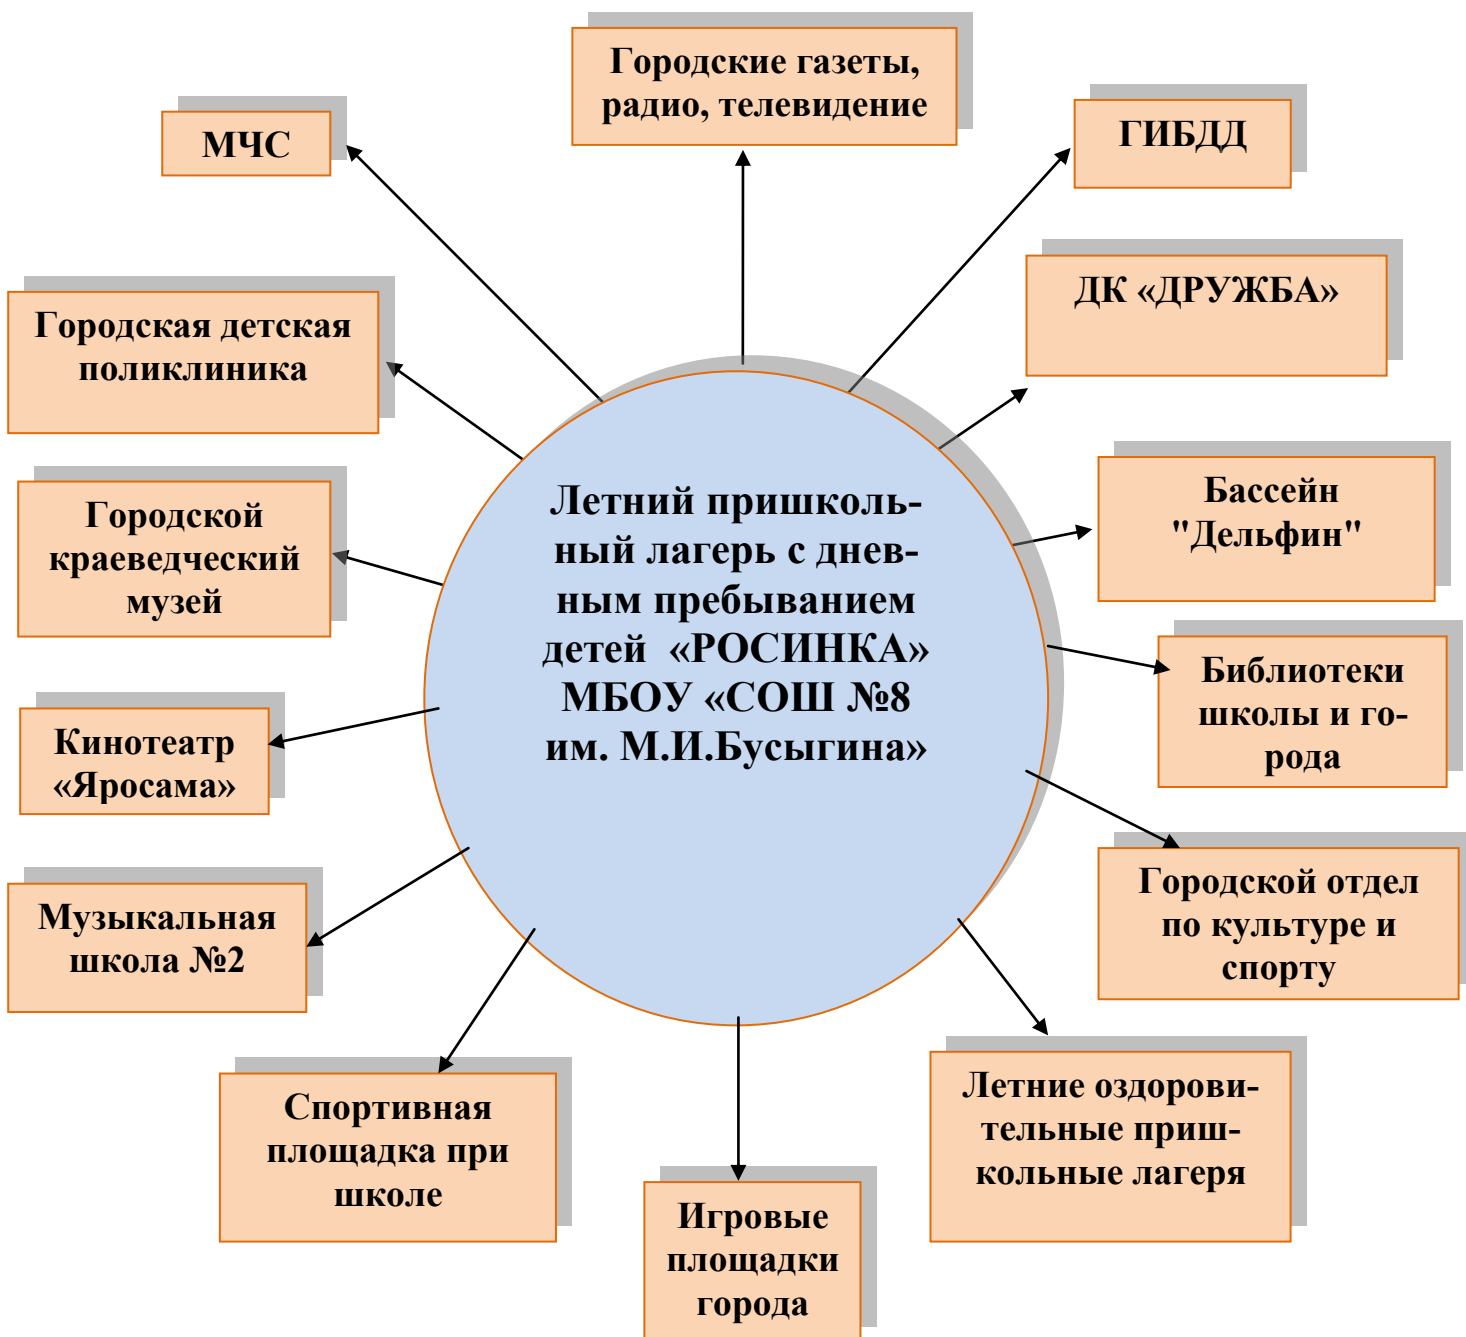 Городские газеты,
радио, телевидение
МЧС
ГИБДД
ДК «ДРУЖБА»
Городская детская
поликлиника
Бассейн
"Дельфин"
Городской
краеведческий
музей
Летний пришколь-
ный лагерь с днев-
ным пребыванием
детей «РОСИНКА»
МБОУ «СОШ №8
им. М.И.Бусыгина»
Библиотеки
школы и го-
рода
Кинотеатр
«Яросама»
Городской отдел
по культуре и
спорту
Музыкальная
школа №2
Летние оздорови-
тельные приш-
кольные лагеря
Спортивная
площадка при
школе
Игровые
площадки
города